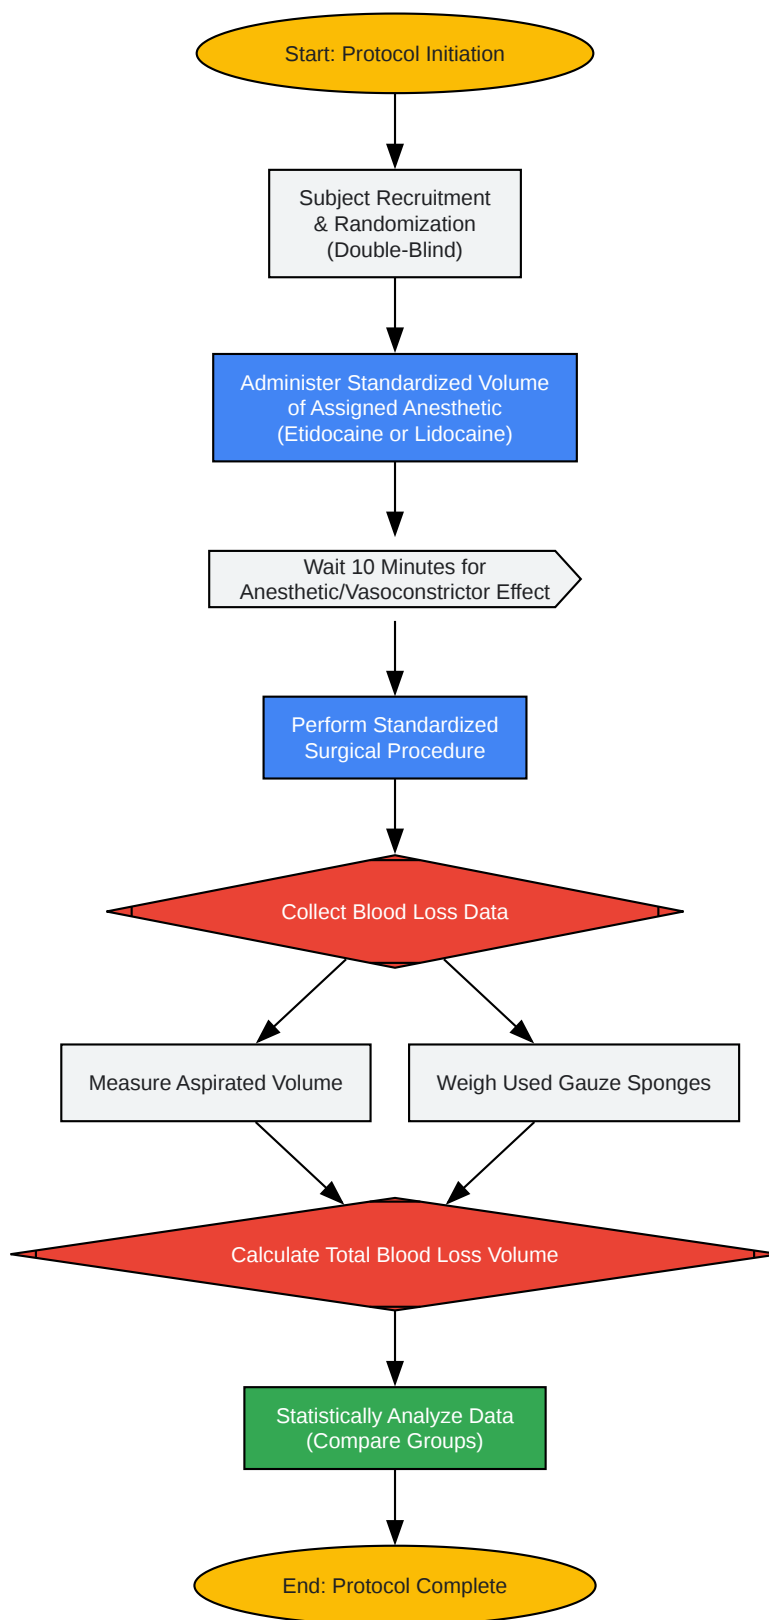 Start: Protocol Initiation
Subject Recruitment
& Randomization
(Double-Blind)
Administer Standardized Volume
of Assigned Anesthetic
(Etidocaine or Lidocaine)
Wait 10 Minutes for
Anesthetic/Vasoconstrictor Effect
Perform Standardized
Surgical Procedure
Collect Blood Loss Data
Measure Aspirated Volume
Weigh Used Gauze Sponges
Calculate Total Blood Loss Volume
Statistically Analyze Data
(Compare Groups)
End: Protocol Complete